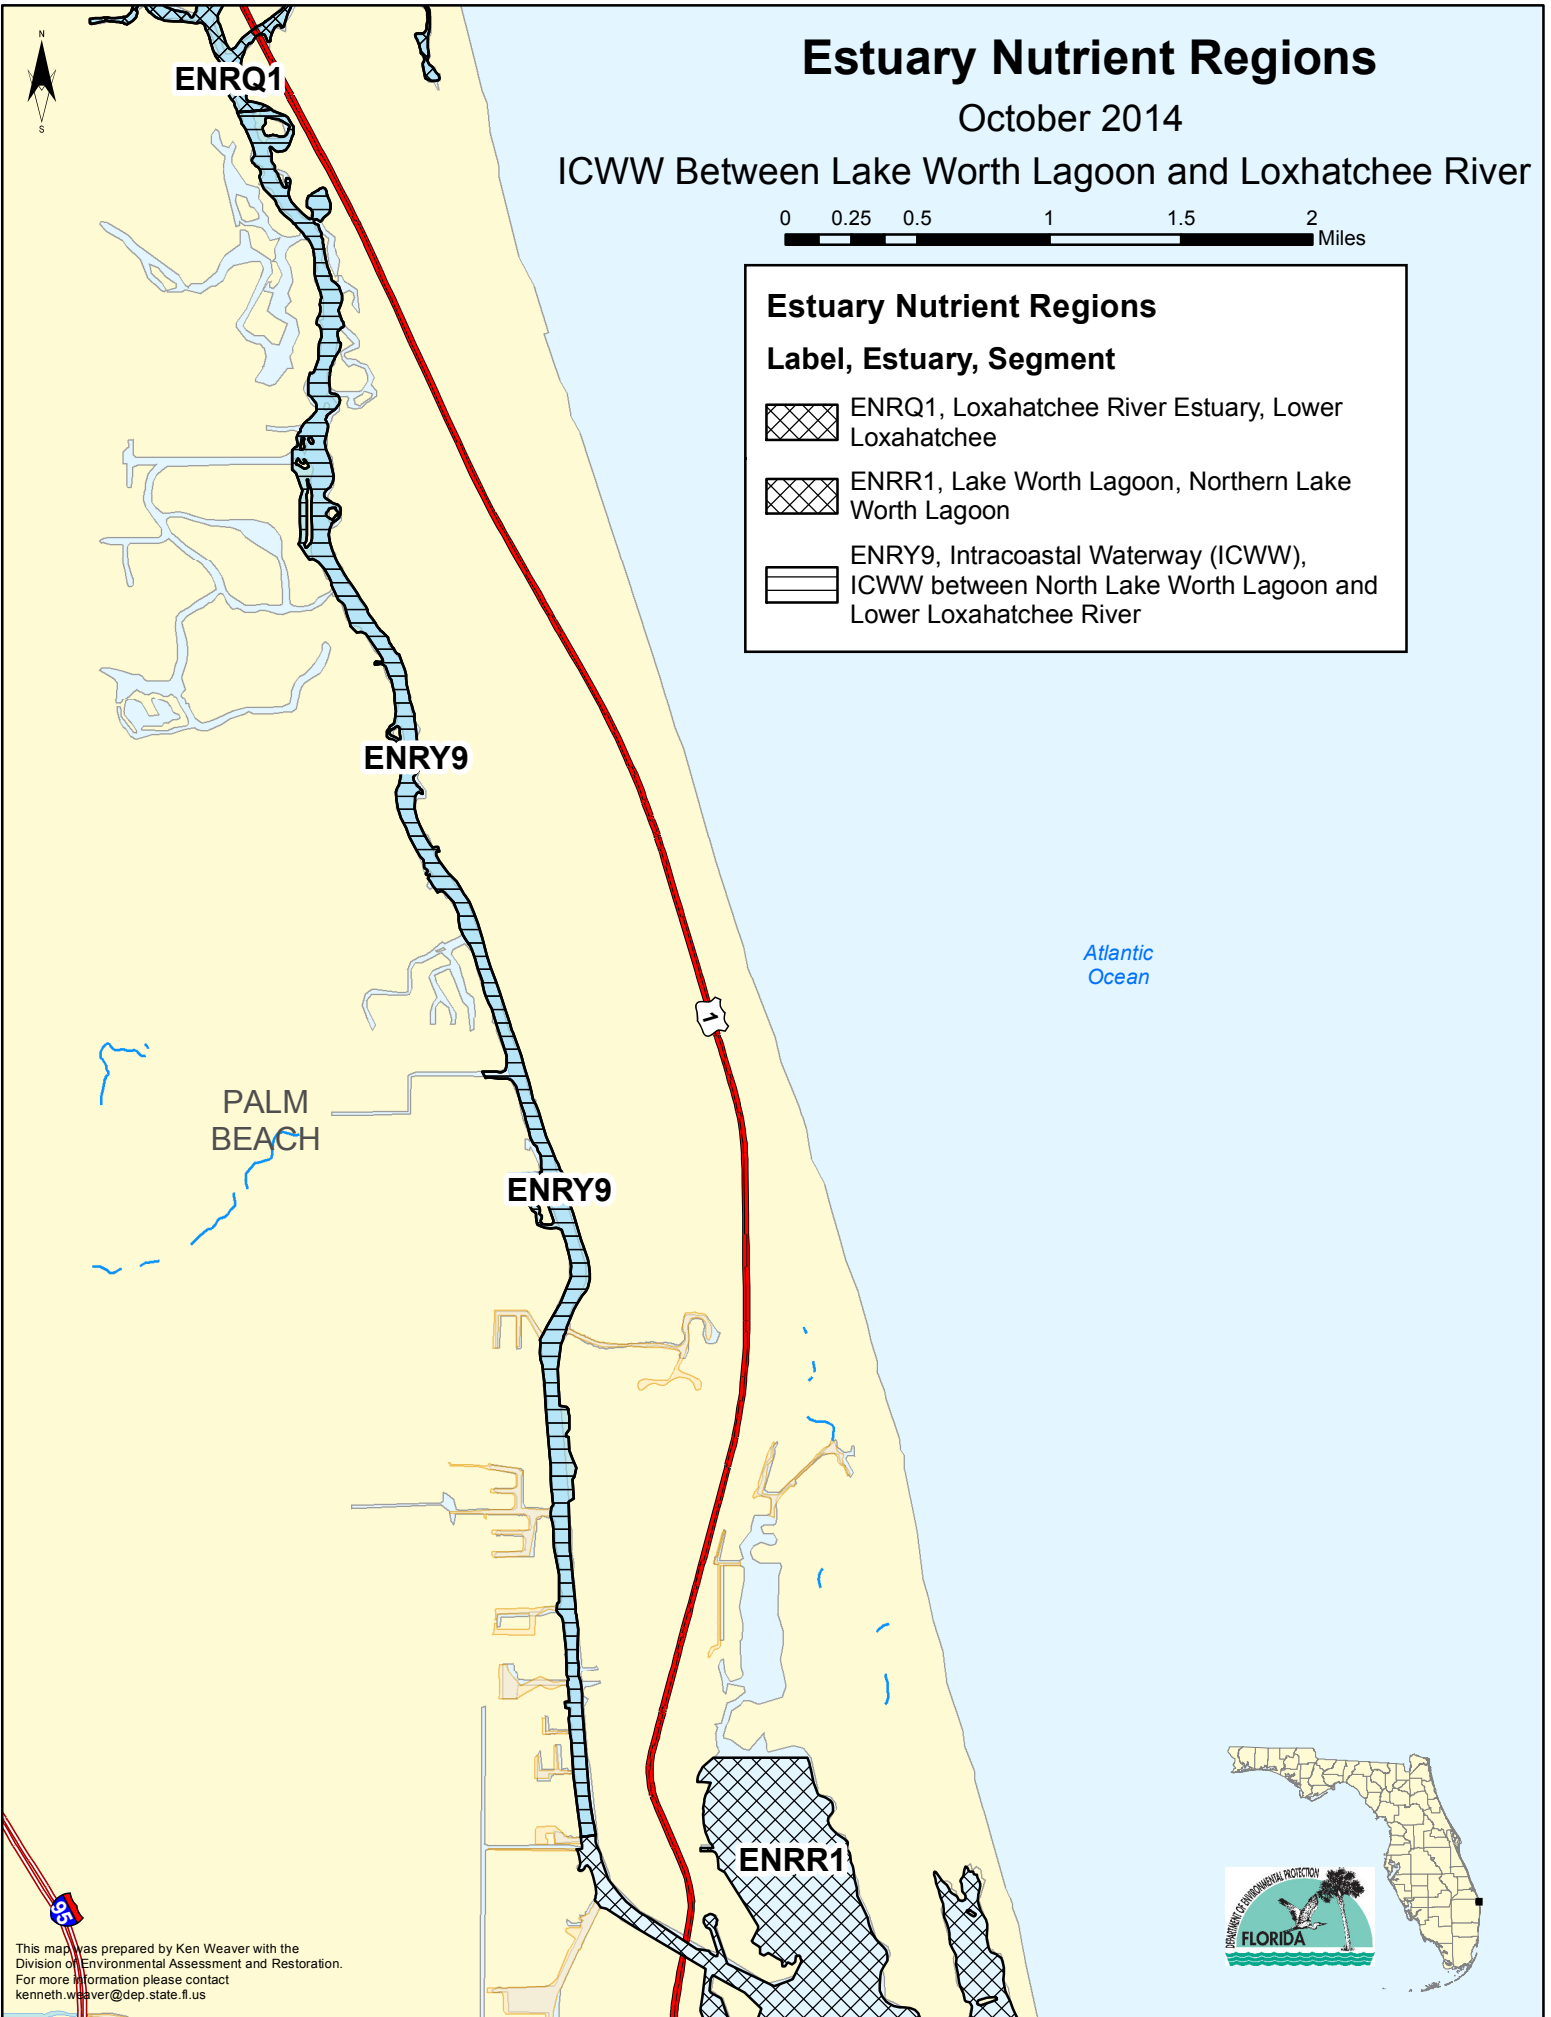 Estuary Nutrient Regions
October 2014
ICWW Between Lake Worth Lagoon and Loxhatchee River
0 0.25 0.5 1 1.5 2
Miles
Estuary Nutrient Regions
Label, Estuary, Segment
ENRQ1, Loxahatchee River Estuary, Lower
Loxahatchee
ENRR1, Lake Worth Lagoon, Northern Lake
Worth Lagoon
ENRY9, Intracoastal Waterway (ICWW),
ICWW between North Lake Worth Lagoon and
Lower Loxahatchee River
N
S
ENRQ1
ENRY9
Atlantic
Ocean
1
PALM
BEACH
ENRY9
ENRR1
95
DEPARTMENT OF ENVIRONMENTAL PROTECTION
FLORIDA
This map was prepared by Ken Weaver with the
Division of Environmental Assessment and Restoration.
For more information please contact
kenneth.weaver@dep.state.fl.us